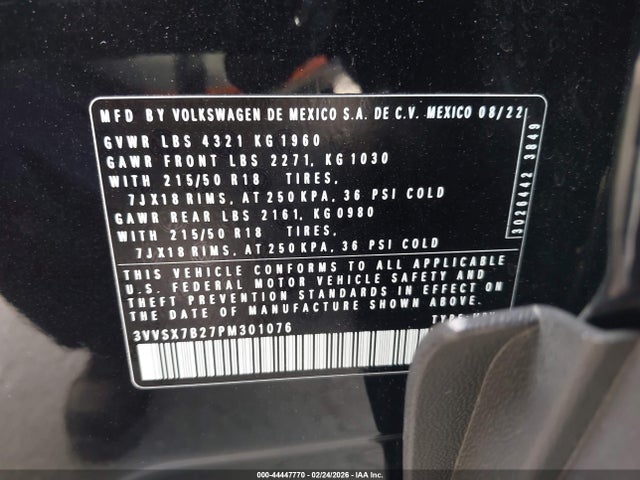 MFD BY VOLKSWAGEN DE MEXICO S.A. DE C.V. MEXICO 08/22
GVWR LBS 4321 KG 1960
GAWR FRONT LBS 2271, KG 1030
WITH 215/50 R18 TIRES,
7JX18 RIMS, AT 250 KPA, 36 PSI COLD
GAWR REAR LBS 2161, KG 0980
WITH 215/50 R18 TIRES,
7JX18 RIMS, AT 250 KPA, 36 PSI COLD
THIS VEHICLE CONFORMS TO ALL APPLICABLE
U.S. FEDERAL MOTOR VEHICLE SAFETY AND
THEFT PREVENTION STANDARDS IN EFFECT ON
THE DATE OF MANUFACTURE SHOWN ABOVE.
3VVSX7B27PM301076 TYPE:
3026442 3849
000-44447770 - 02/24/2026 - IAA Inc.